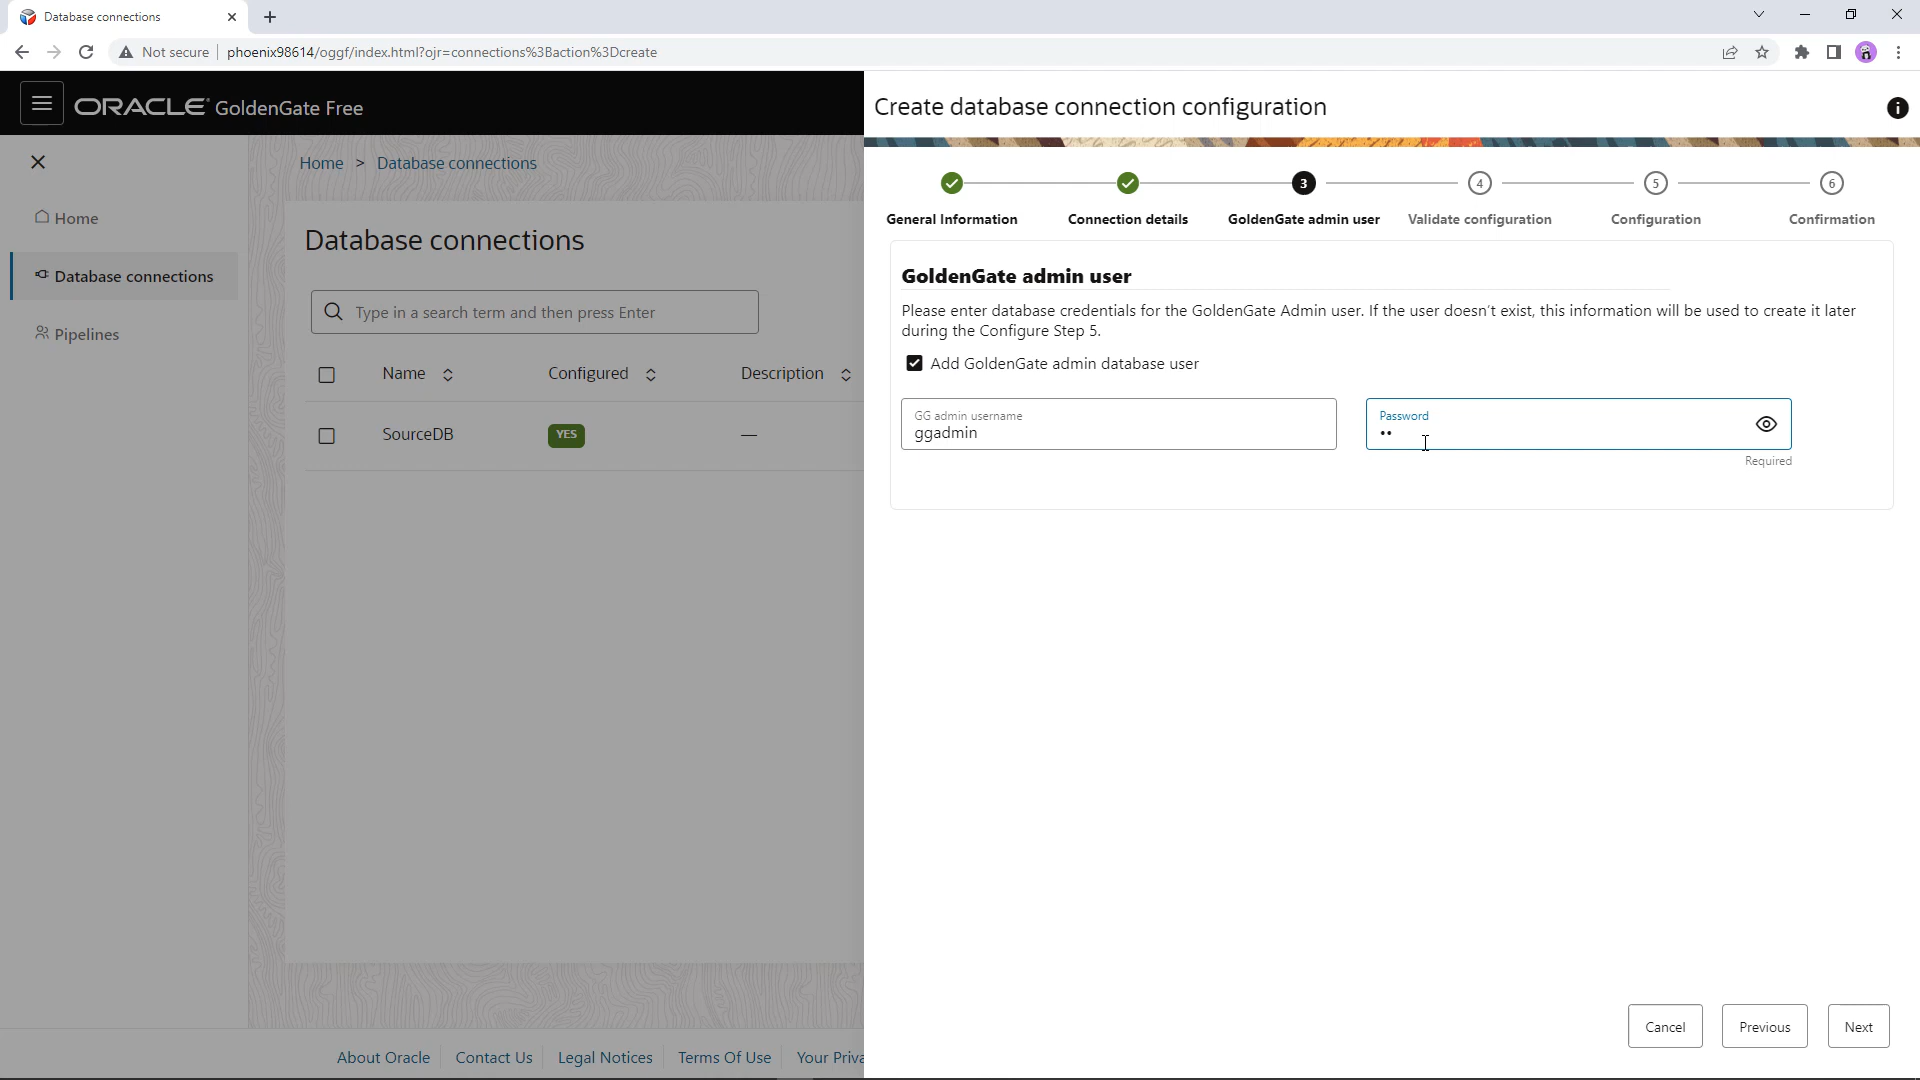 Database connections
Not secure
phoenix98614/oggf/index.html?ojr=connections%3Baction%3Dcreate
ORACLE GoldenGate Free
Home
Database connections
Pipelines
Home > Database connections
Database connections
Type in a search term and then press Enter
Name
Configured
Description
SourceDB
YES
—
About Oracle
Contact Us
Legal Notices
Terms Of Use
Your Priva
Create database connection configuration
3
4
5
6
General Information
Connection details
GoldenGate admin user
Validate configuration
Configuration
Confirmation
GoldenGate admin user
Please enter database credentials for the GoldenGate Admin user. If the user doesn't exist, this information will be used to create it later
during the Configure Step 5.
Add GoldenGate admin database user
GG admin username
ggadmin
Password
••
Required
Cancel
Previous
Next